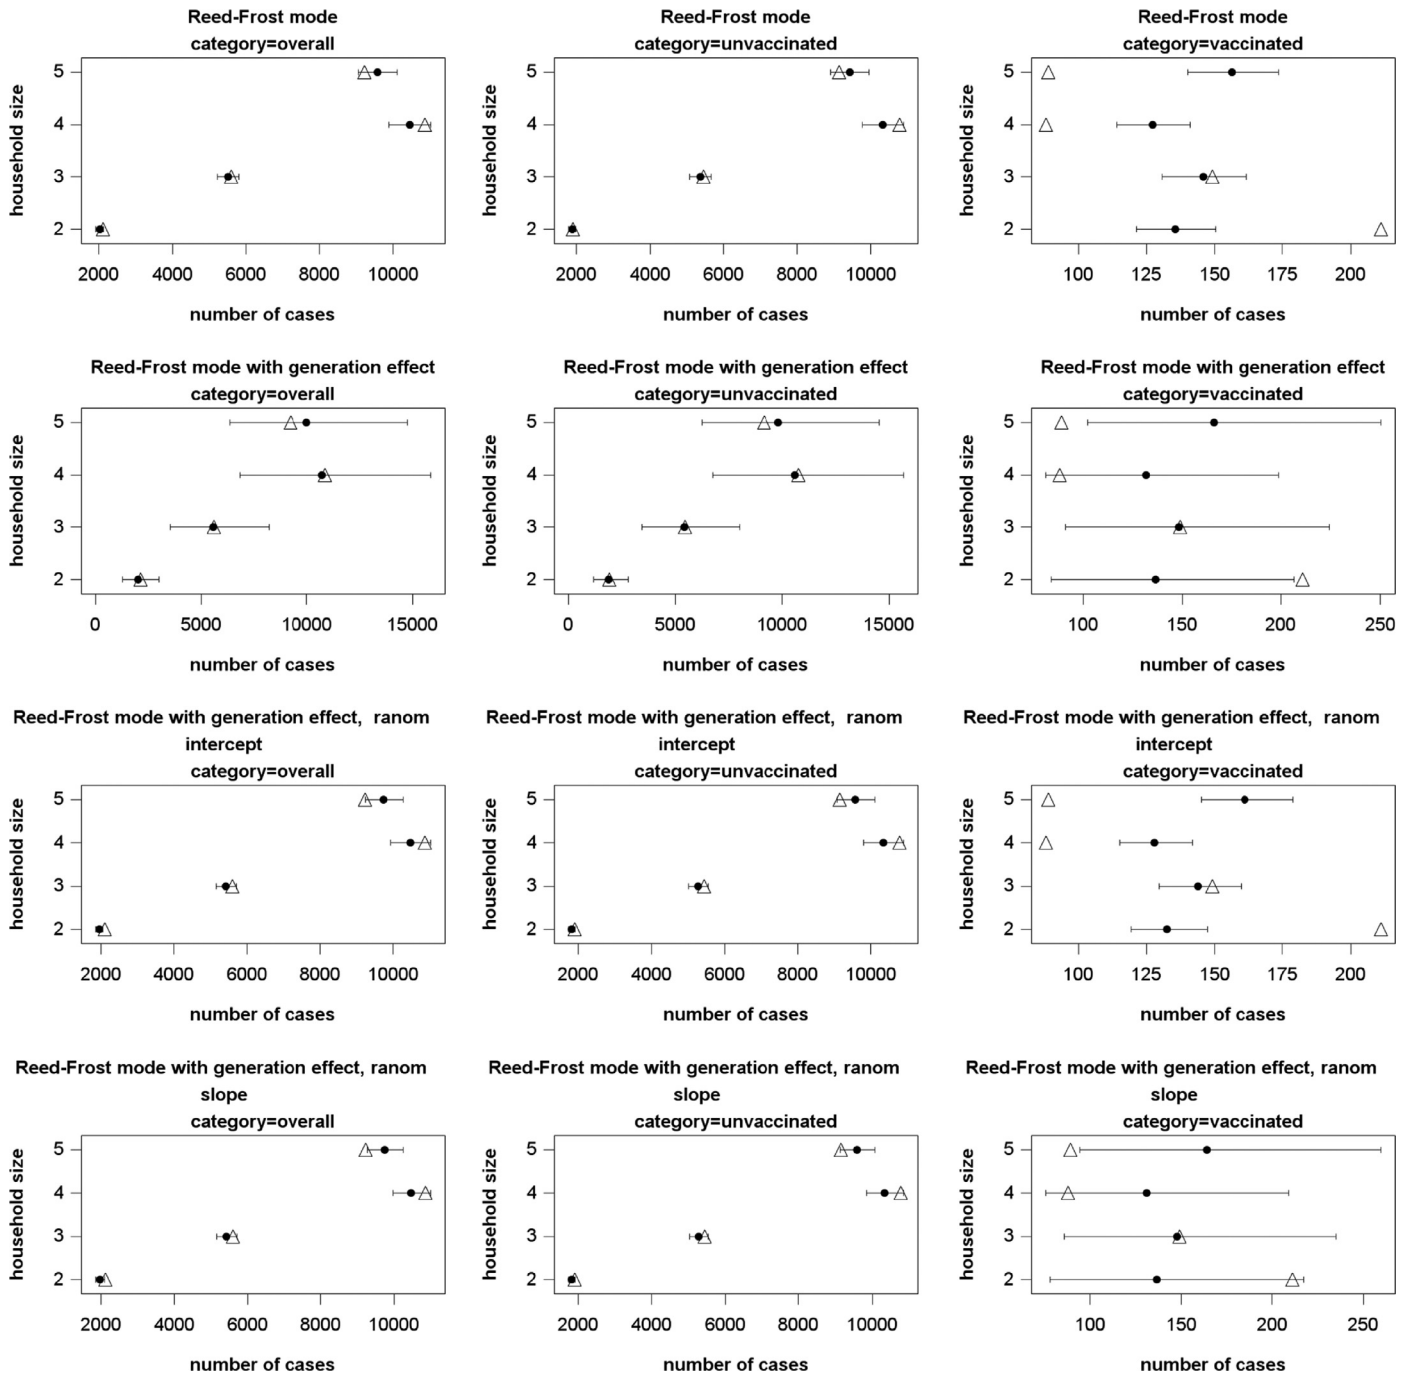 Reed-Frost mode
category=overall
household size
5
4
3
2
2000 4000 6000 8000 10000
number of cases
Reed-Frost mode
category=unvaccinated
household size
5
4
3
2
2000 4000 6000 8000 10000
number of cases
Reed-Frost mode
category=vaccinated
household size
5
4
3
2
100 125 150 175 200
number of cases
Reed-Frost mode with generation effect
category=overall
household size
5
4
3
2
0 5000 10000 15000
number of cases
Reed-Frost mode with generation effect
category=unvaccinated
household size
5
4
3
2
0 5000 10000 15000
number of cases
Reed-Frost mode with generation effect
category=vaccinated
household size
5
4
3
2
100 150 200 250
number of cases
Reed-Frost mode with generation effect, ranom
intercept
category=overall
household size
5
4
3
2
2000 4000 6000 8000 10000
number of cases
Reed-Frost mode with generation effect, ranom
intercept
category=unvaccinated
household size
5
4
3
2
2000 4000 6000 8000 10000
number of cases
Reed-Frost mode with generation effect, ranom
intercept
category=vaccinated
household size
5
4
3
2
100 125 150 175 200
number of cases
Reed-Frost mode with generation effect, ranom
slope
category=overall
household size
5
4
3
2
2000 4000 6000 8000 10000
number of cases
Reed-Frost mode with generation effect, ranom
slope
category=unvaccinated
household size
5
4
3
2
2000 4000 6000 8000 10000
number of cases
Reed-Frost mode with generation effect, ranom
slope
category=vaccinated
household size
5
4
3
2
100 150 200 250
number of cases